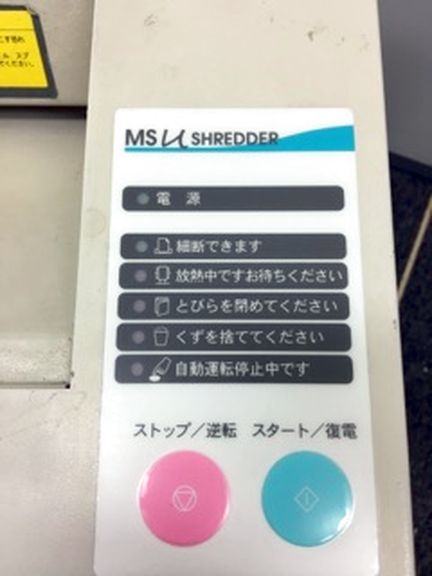 MSμ SHREDDER
電 源
細断できます
放熱中ですお待ちください
とびらを閉めてください
くずを捨ててください
自動運転停止中です
ストップ/逆転 スタート/復電